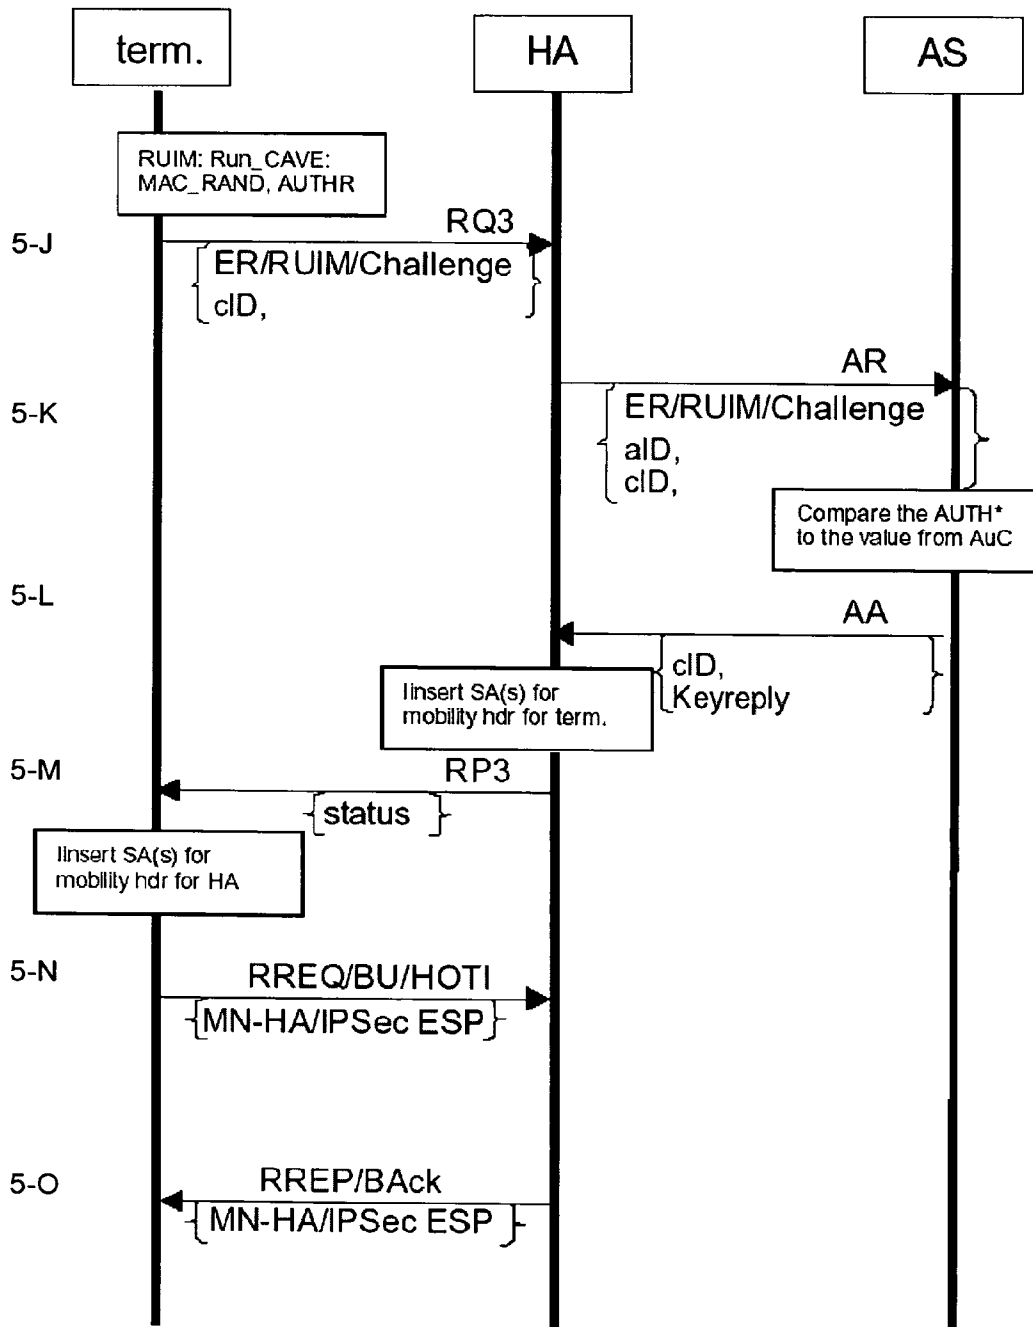 term.
HA
AS
RUIM: Run_CAVE:
MAC_RAND, AUTHR
5-J
RQ3
ER/RUIM/Challenge
cID,
AR
5-K
ER/RUIM/Challenge
aID,
cID,
Compare the AUTH*
to the value from AuC
5-L
AA
cID,
Keyreply
Iinsert SA(s) for
mobility hdr for term.
5-M
RP3
status
Iinsert SA(s) for
mobility hdr for HA
5-N
RREQ/BU/HOTI
MN-HA/IPSec ESP
5-O
RREP/BAck
MN-HA/IPSec ESP